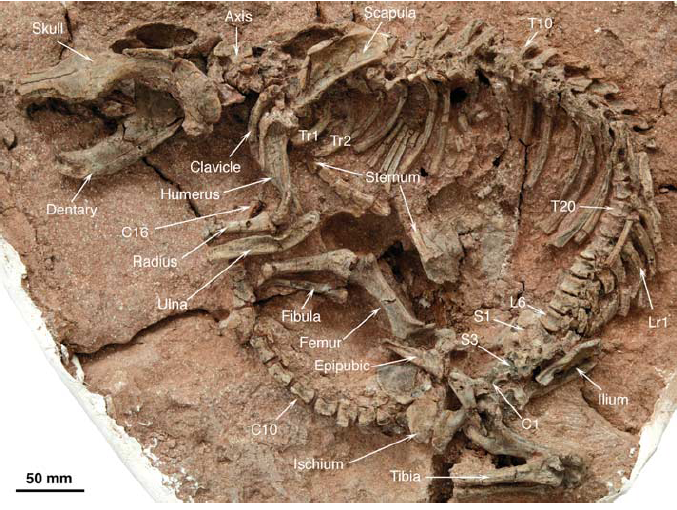 Skull
Axis
Scapula
T10
Tr1
Tr2
Clavicle
Humerus
Sternum
Dentary
C16
T20
Radius
Ulna
L6
S1
Lr1
Fibula
Femur
S3
Epipubic
Ilium
C10
C1
Ischium
Tibia
50 mm